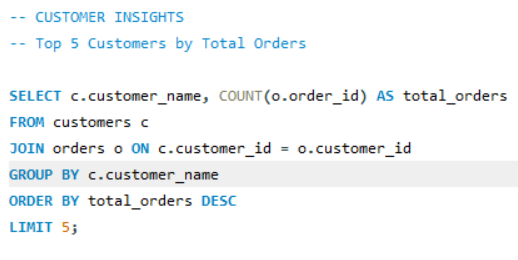 -- CUSTOMER INSIGHTS
-- Top 5 Customers by Total Orders
SELECT c.customer_name, COUNT(o.order_id) AS total_orders
FROM customers c
JOIN orders o ON c.customer_id = o.customer_id
GROUP BY c.customer_name
ORDER BY total_orders DESC
LIMIT 5;